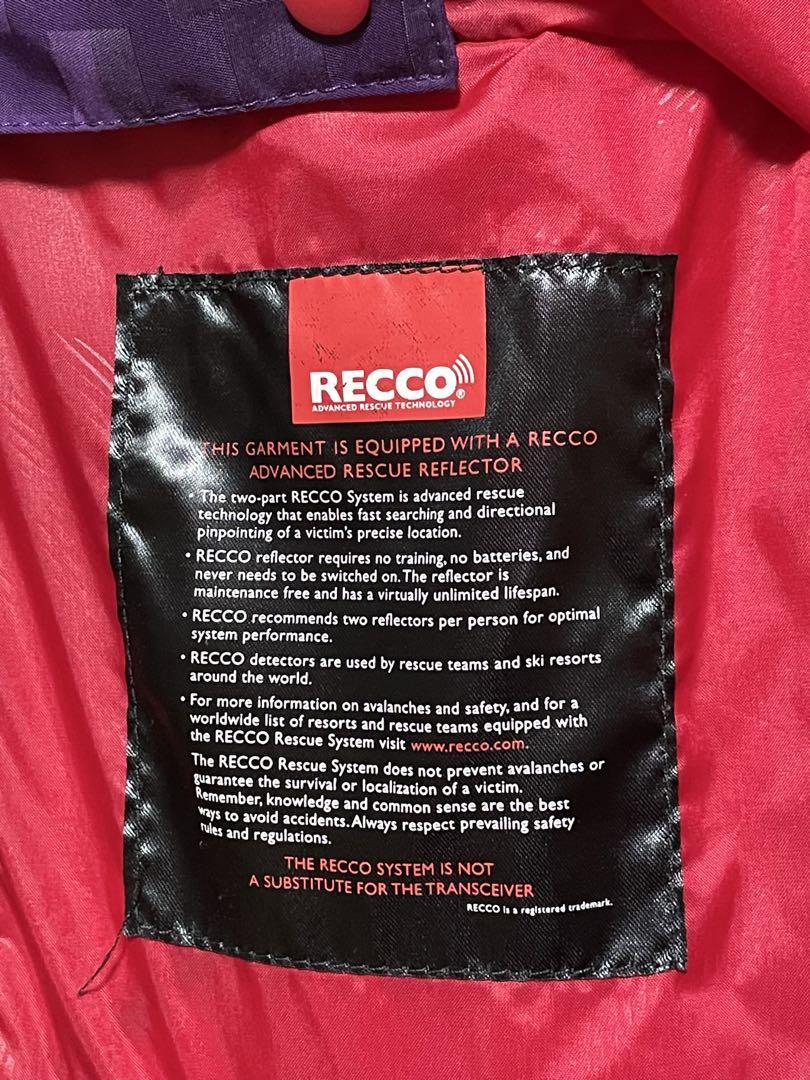 RECCO®
ADVANCED RESCUE TECHNOLOGY
THIS GARMENT IS EQUIPPED WITH A RECCO
ADVANCED RESCUE REFLECTOR
• The two-part RECCO System is advanced rescue
technology that enables fast searching and directional
pinpointing of a victim's precise location.
• RECCO reflector requires no training, no batteries, and
never needs to be switched on. The reflector is
maintenance free and has a virtually unlimited lifespan.
• RECCO recommends two reflectors per person for optimal
system performance.
• RECCO detectors are used by rescue teams and ski resorts
around the world.
• For more information on avalanches and safety, and for a
worldwide list of resorts and rescue teams equipped with
the RECCO Rescue System visit www.recco.com.
The RECCO Rescue System does not prevent avalanches or
guarantee the survival or localization of a victim.
Remember, knowledge and common sense are the best
ways to avoid accidents. Always respect prevailing safety
rules and regulations.
THE RECCO SYSTEM IS NOT
A SUBSTITUTE FOR THE TRANSCEIVER
RECCO is a registered trademark.